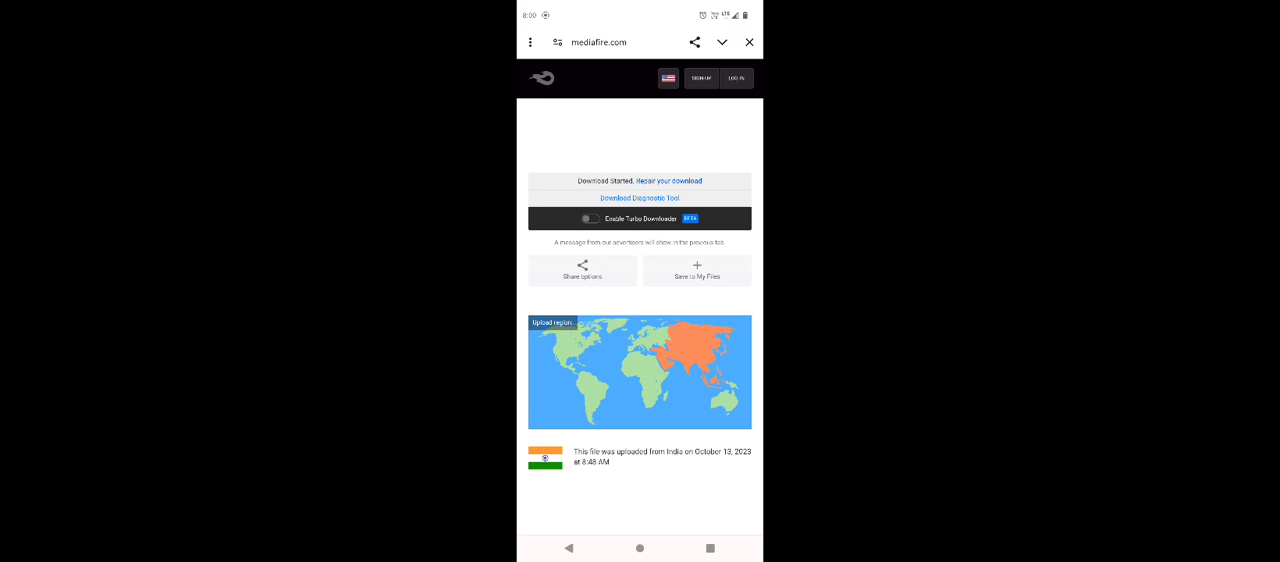 8:00
LTE
mediafire.com
SIGN UP
LOG IN
Download Started. Repair your download
Download Diagnostic Tool
Enable Turbo Downloader BETA
A message from our advertisers will show in the previous tab.
Share options
Save to My Files
Upload region:
This file was uploaded from India on October 13, 2023
at 8:48 AM